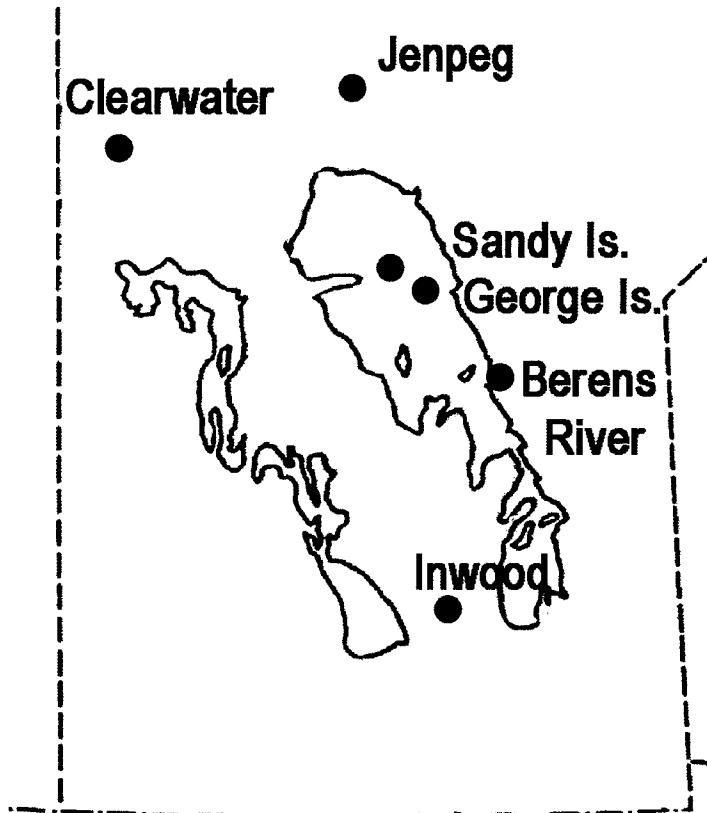 Jenpeg
Clearwater
Sandy Is.
George Is.
Berens
River
Inwood